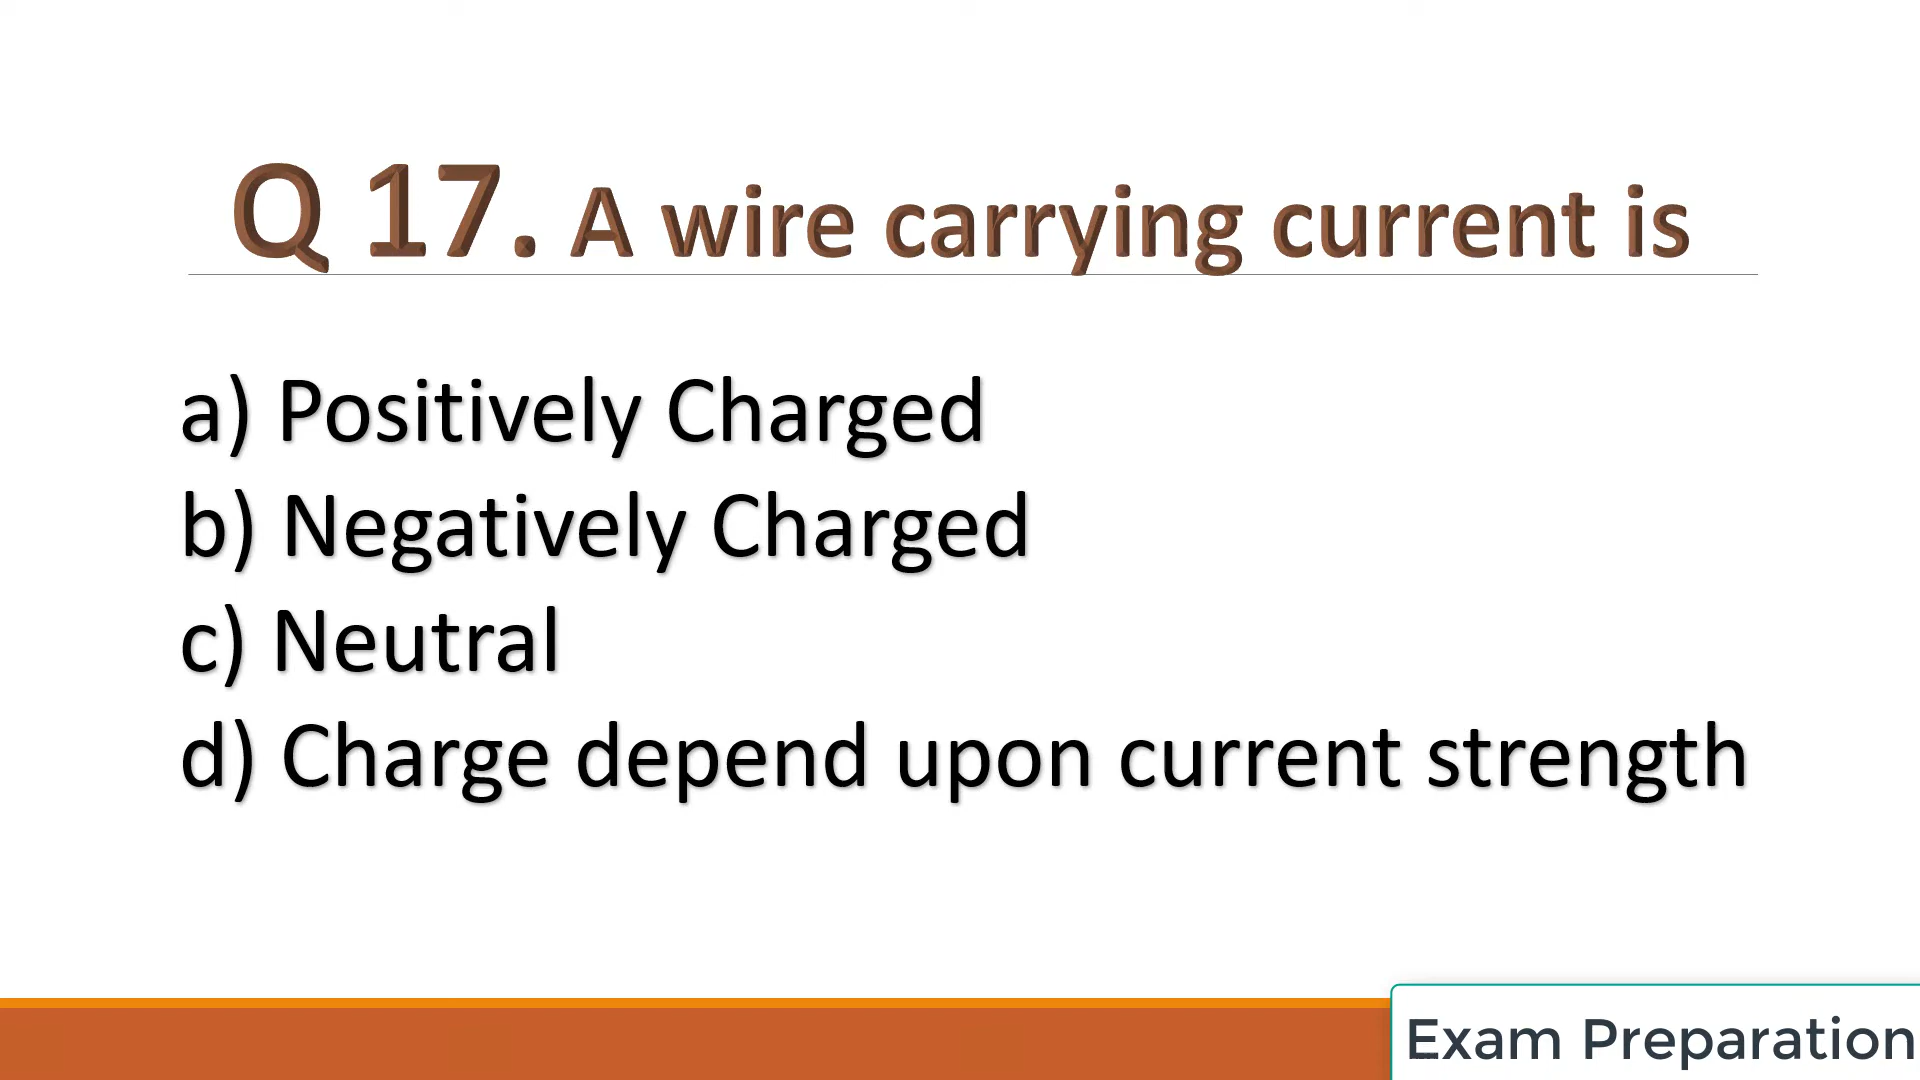 Q 17. A wire carrying current is
a) Positively Charged
b) Negatively Charged
c) Neutral
d) Charge depend upon current strength
Exam Preparation